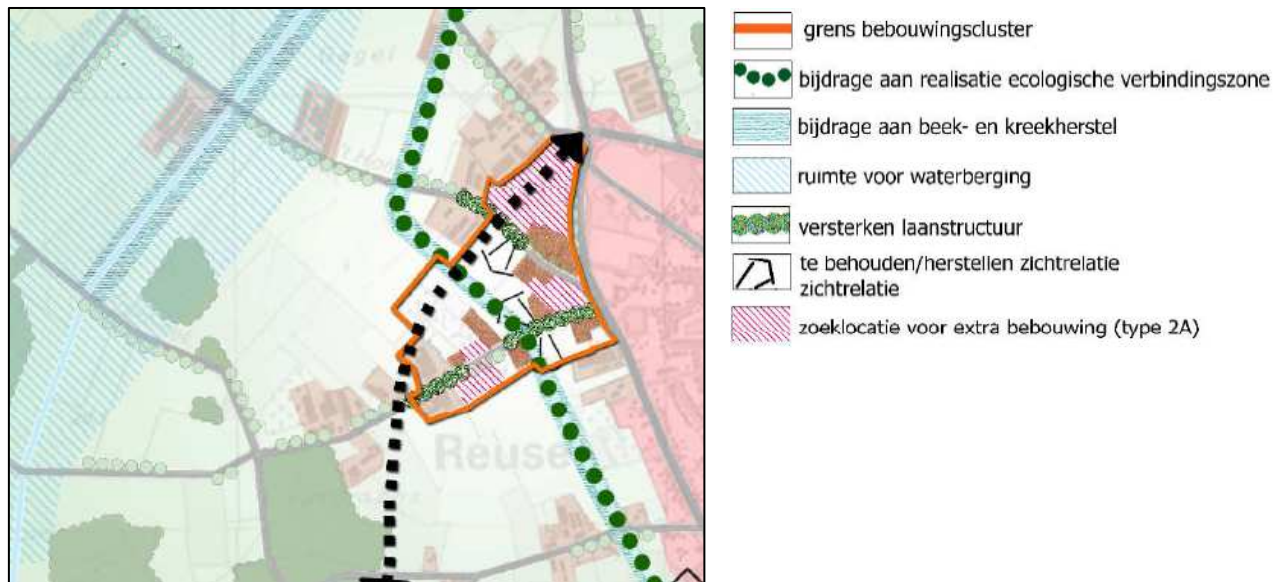 Reusel
grens bebouwingscluster
bijdrage aan realisatie ecologische verbindingszone
bijdrage aan beek- en kreekherstel
ruimte voor waterberging
versterken laanstructuur
te behouden/herstellen zichtrelatie
zichtrelatie
zoeklocatie voor extra bebouwing (type 2A)